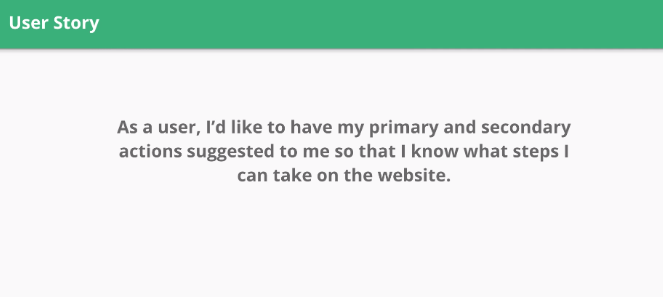 User Story
As a user, I’d like to have my primary and secondary
actions suggested to me so that I know what steps I
can take on the website.